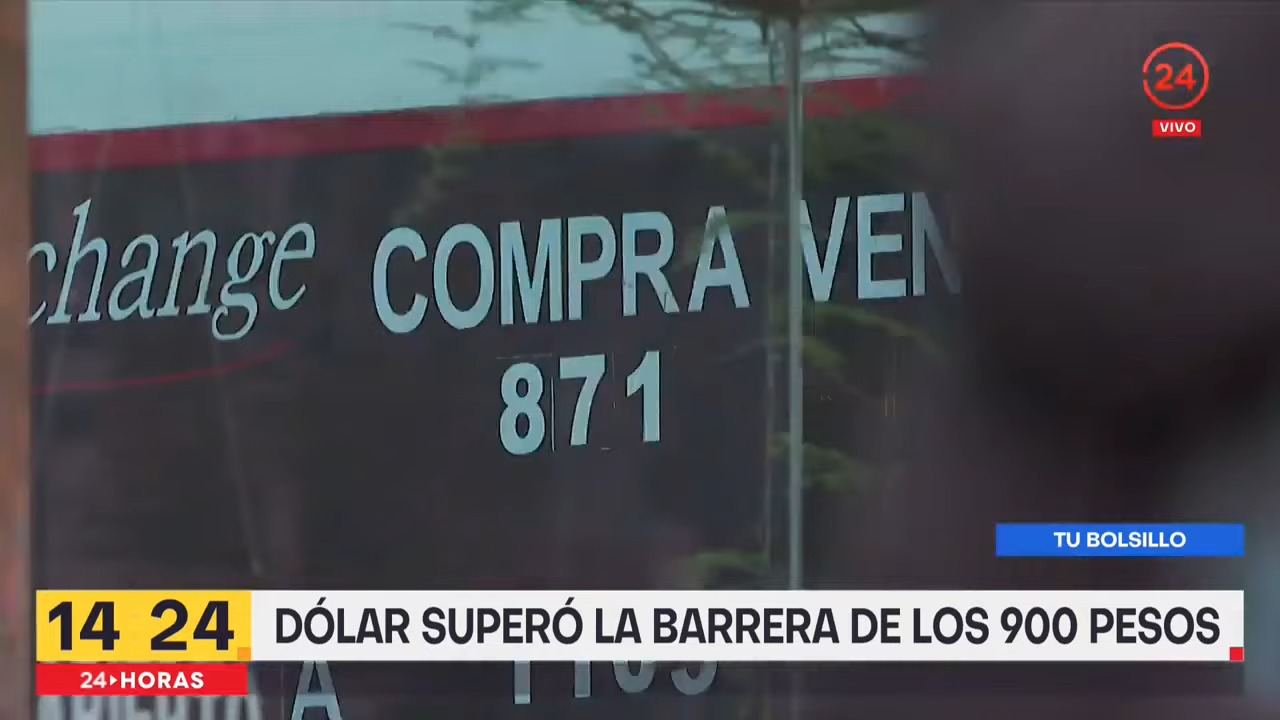 24
VIVO
change
COMPRA
871
TU BOLSILLO
14 24
DÓLAR SUPERÓ LA BARRERA DE LOS 900 PESOS
24 HORAS